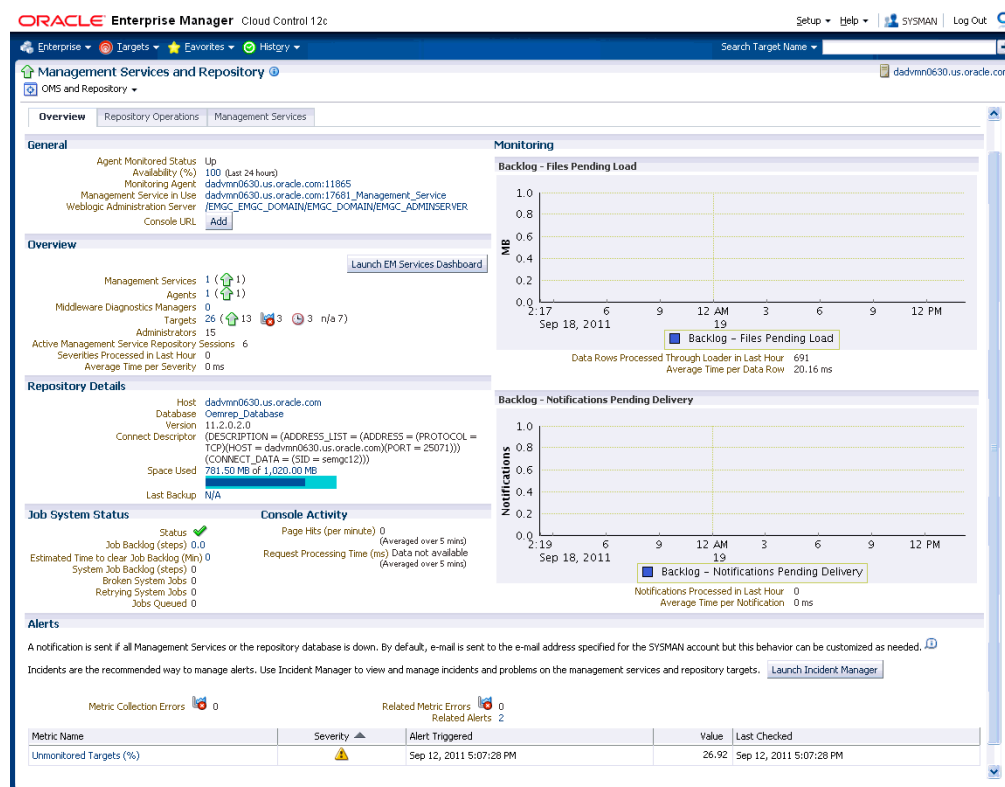 ORACLE Enterprise Manager Cloud Control 12c
Setup Help SYSMAN Log Out
Enterprise Targets Favorites History Search Target Name
Management Services and Repository dadvmn0630.us.oracle.com
OMS and Repository
Overview Repository Operations Management Services
General
Agent Monitored Status Up
Availability (%) 100 (Last 24 hours)
Monitoring Agent dadvmn0630.us.oracle.com:11865
Management Service in Use dadvmn0630.us.oracle.com:17681_Management_Service
Weblogic Administration Server /EMGC_EMGC_DOMAIN/EMGC_DOMAIN/EMGC_ADMINSERVER
Console URL Add
Overview
Launch EM Services Dashboard
Management Services 1 ( 1)
Agents 1 ( 1)
Middleware Diagnostics Managers 0
Targets 26 ( 13 3 3 n/a 7)
Administrators 15
Active Management Service Repository Sessions 6
Severities Processed in Last Hour 0
Average Time per Severity 0 ms
Repository Details
Host dadvmn0630.us.oracle.com
Database Oemrep_Database
Version 11.2.0.2.0
Connect Descriptor (DESCRIPTION = (ADDRESS_LIST = (ADDRESS = (PROTOCOL =
TCP)(HOST = dadvmn0630.us.oracle.com)(PORT = 25071)))
(CONNECT_DATA = (SID = semgc12)))
Space Used 781.50 MB of 1,020.00 MB
Last Backup N/A
Job System Status
Status
Job Backlog (steps) 0.0
Estimated Time to clear Job Backlog (Min) 0
System Job Backlog (steps) 0
Broken System Jobs 0
Retrying System Jobs 0
Jobs Queued 0
Console Activity
Page Hits (per minute) 0
(Averaged over 5 mins)
Request Processing Time (ms) Data not available
(Averaged over 5 mins)
Monitoring
Backlog - Files Pending Load
1.0
0.8
0.6
0.4
0.2
0.0
MB
2:17 6 9 12 AM 3 6 9 12 PM
Sep 18, 2011 19
Backlog - Files Pending Load
Data Rows Processed Through Loader in Last Hour 691
Average Time per Data Row 20.16 ms
Backlog - Notifications Pending Delivery
1.0
0.8
0.6
0.4
0.2
0.0
Notifications
2:19 6 9 12 AM 3 6 9 12 PM
Sep 18, 2011 19
Backlog - Notifications Pending Delivery
Notifications Processed in Last Hour 0
Average Time per Notification 0 ms
Alerts
A notification is sent if all Management Services or the repository database is down. By default, e-mail is sent to the e-mail address specified for the SYSMAN account but this behavior can be customized as needed.
Incidents are the recommended way to manage alerts. Use Incident Manager to view and manage incidents and problems on the management services and repository targets. Launch Incident Manager
Metric Collection Errors 0 Related Metric Errors 0
Related Alerts 2
Metric Name Severity Alert Triggered Value Last Checked
Unmonitored Targets (%) Sep 12, 2011 5:07:28 PM 26.92 Sep 12, 2011 5:07:28 PM